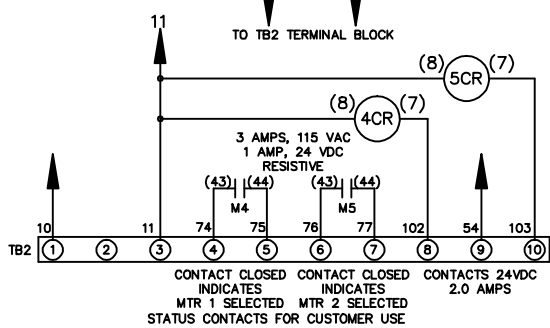 11
TO TB2 TERMINAL BLOCK
(8) 5CR (7)
(8) 4CR (7)
3 AMPS, 115 VAC
1 AMP, 24 VDC
RESISTIVE
(43) (44) (43) (44)
M4 M5
10 11 74 75 76 77 102 54 103
TB2 1 2 3 4 5 6 7 8 9 10
CONTACT CLOSED CONTACT CLOSED CONTACTS 24VDC
INDICATES INDICATES 2.0 AMPS
MTR 1 SELECTED MTR 2 SELECTED
STATUS CONTACTS FOR CUSTOMER USE